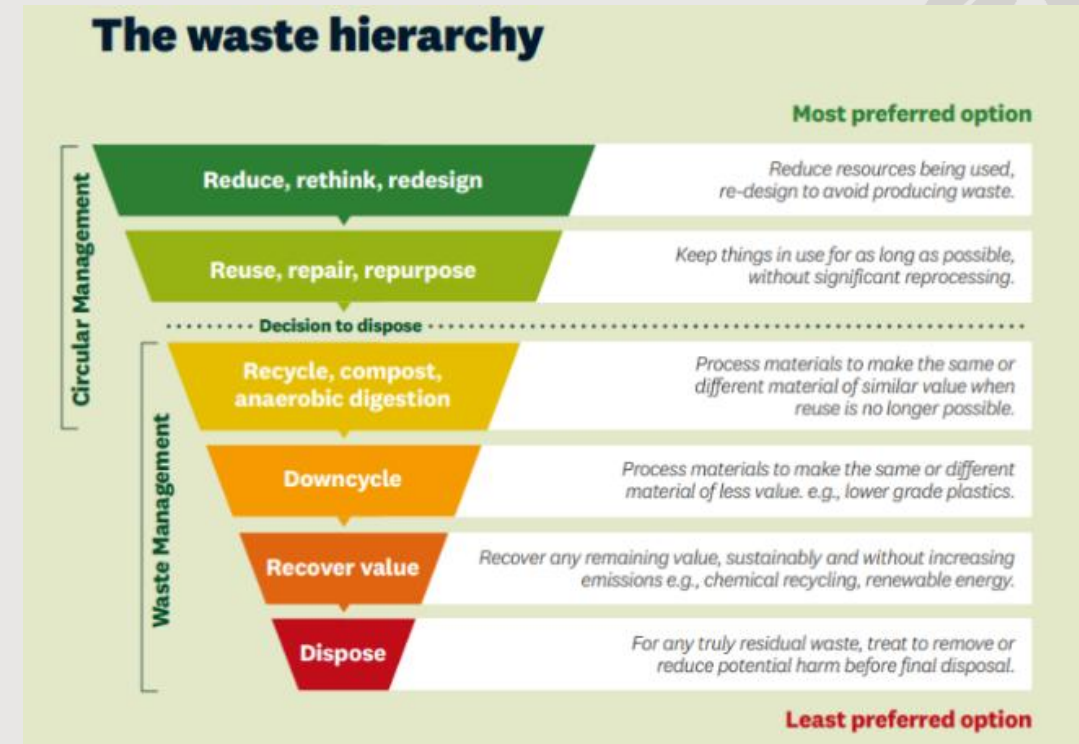 The waste hierarchy
Most preferred option
Circular Management
Reduce, rethink, redesign
Reduce resources being used,
re-design to avoid producing waste.
Reuse, repair, repurpose
Keep things in use for as long as possible,
without significant reprocessing.
Decision to dispose
Waste Management
Recycle, compost,
anaerobic digestion
Process materials to make the same or
different material of similar value when
reuse is no longer possible.
Downcycle
Process materials to make the same or different
material of less value. e.g., lower grade plastics.
Recover value
Recover any remaining value, sustainably and without increasing
emissions e.g., chemical recycling, renewable energy.
Dispose
For any truly residual waste, treat to remove or
reduce potential harm before final disposal.
Least preferred option